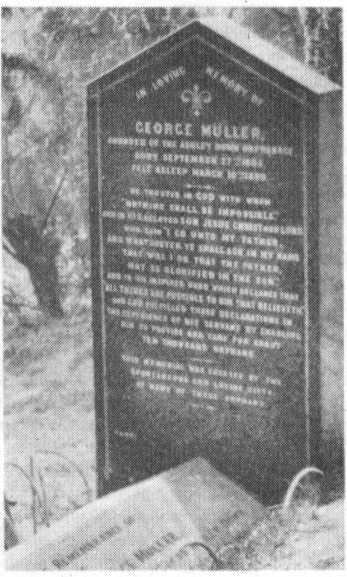 IN LOVING MEMORY OF
GEORGE MÜLLER,
FOUNDER OF THE ASHLEY DOWN ORPHANAGE.
BORN SEPTEMBER 27TH 1805.
FELL ASLEEP MARCH 10TH 1898.
HE TRUSTED IN GOD WITH WHOM
"NOTHING SHALL BE IMPOSSIBLE,"
AND IN HIS BELOVED SON JESUS CHRIST OUR LORD
WHO SAID "I GO UNTO MY FATHER,
AND WHATSOEVER YE SHALL ASK IN MY NAME
THAT WILL I DO THAT THE FATHER
MAY BE GLORIFIED IN THE SON."
AND IN HIS INSPIRED WORD WHICH DECLARES THAT
"ALL THINGS ARE POSSIBLE TO HIM THAT BELIEVETH"
AND GOD FULFILLED THESE DECLARATIONS IN
THE EXPERIENCE OF HIS SERVANT BY ENABLING
HIM TO PROVIDE AND CARE FOR ABOUT
TEN THOUSAND ORPHANS
THIS MEMORIAL WAS ERECTED BY THE
SPONTANEOUS AND LOVING GIFTS
OF MANY OF THESE ORPHANS
REMEMBRANCE OF
MULLER